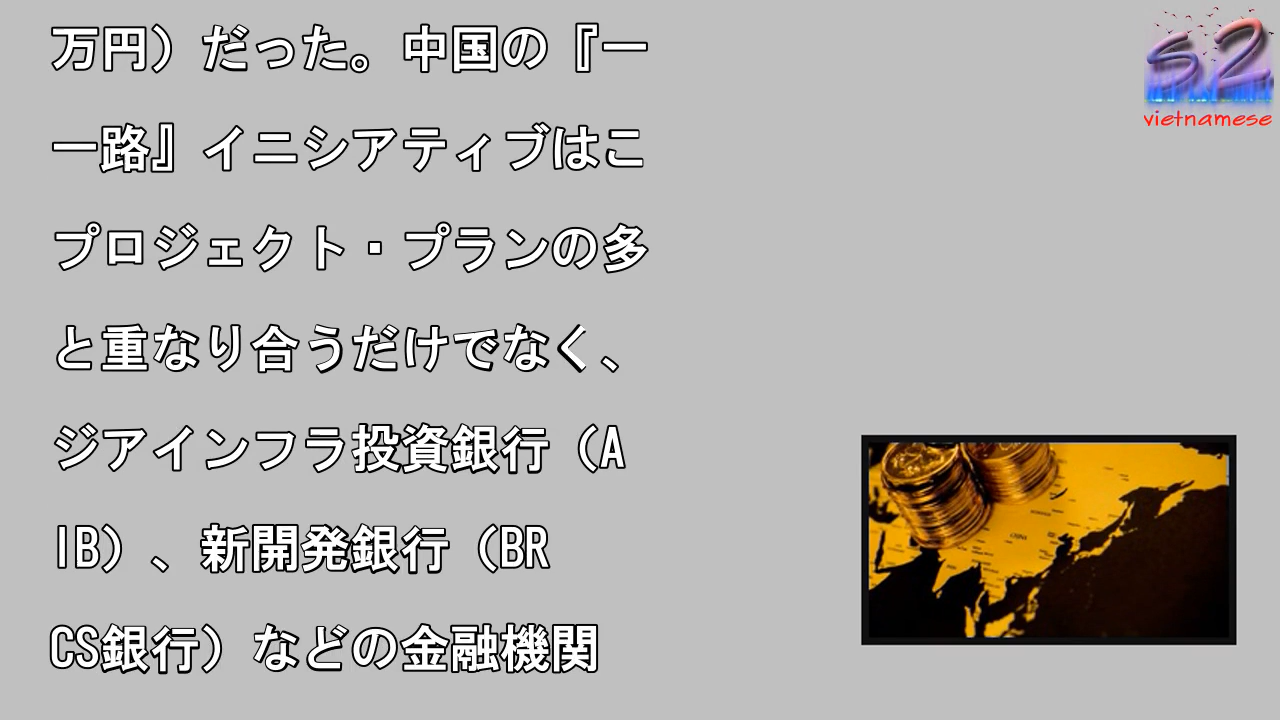 万円）だった。中国の『一
一路』イニシアティブはこ
プロジェクト・プランの多
と重なり合うだけでなく、
ジアインフラ投資銀行（A
IB）、新開発銀行（BR
CS銀行）などの金融機関
S2
vietnamese
CHINA